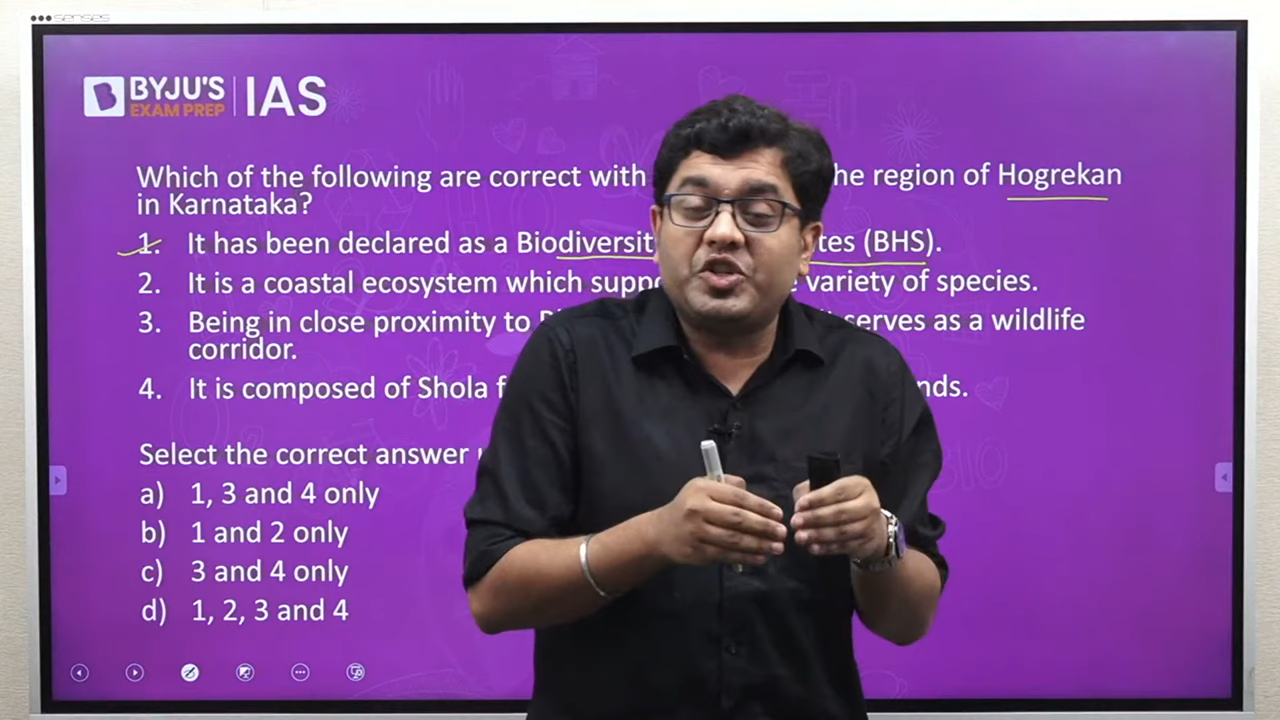 senses
BYJU'S
EXAM PREP
IAS
Which of the following are correct with he region of Hogrekan
in Karnataka?
1. It has been declared as a Biodiversit tes (BHS).
2. It is a coastal ecosystem which supp variety of species.
3. Being in close proximity to serves as a wildlife
corridor.
4. It is composed of Shola f nds.
Select the correct answer
a) 1, 3 and 4 only
b) 1 and 2 only
c) 3 and 4 only
d) 1, 2, 3 and 4